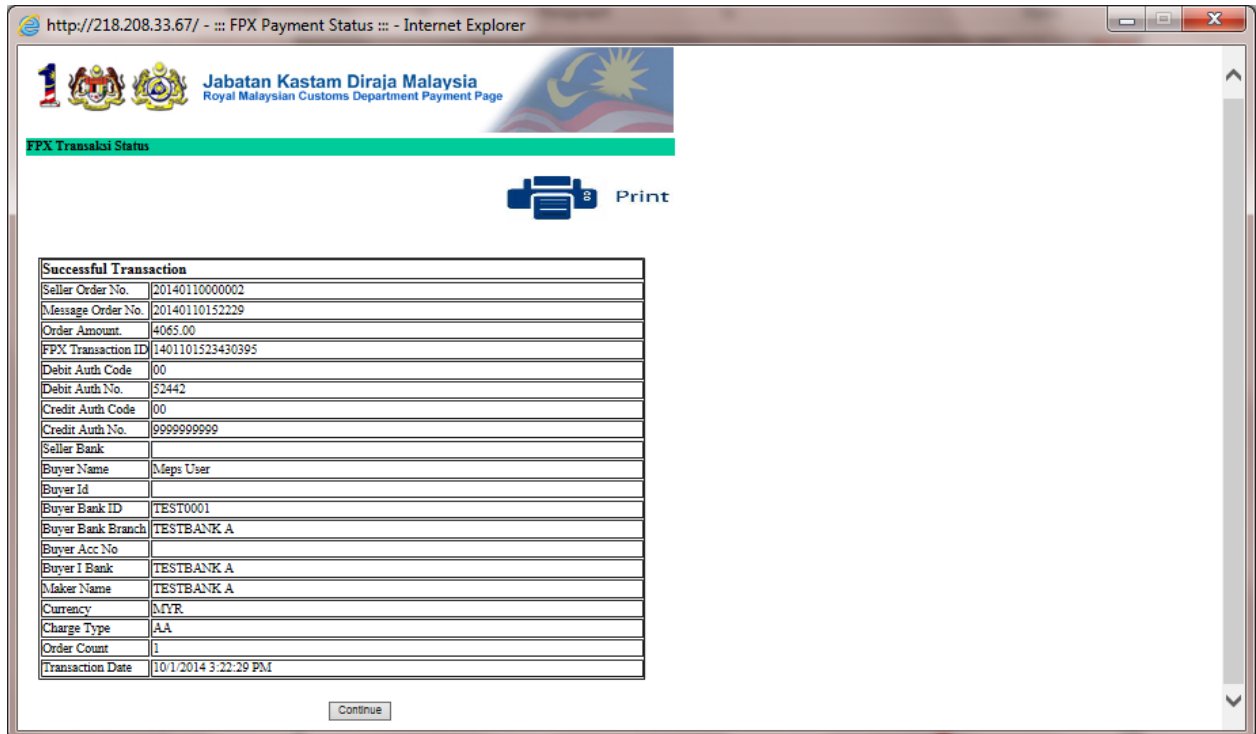 http://218.208.33.67/ - ::: FPX Payment Status ::: - Internet Explorer
1
Jabatan Kastam Diraja Malaysia
Royal Malaysian Customs Department Payment Page
FPX Transaksi Status
Print
Successful Transaction
Seller Order No. 20140110000002
Message Order No. 20140110152229
Order Amount. 4065.00
FPX Transaction ID 1401101523430395
Debit Auth Code 00
Debit Auth No. 52442
Credit Auth Code 00
Credit Auth No. 9999999999
Seller Bank
Buyer Name Meps User
Buyer Id
Buyer Bank ID TEST0001
Buyer Bank Branch TESTBANK A
Buyer Acc No
Buyer I Bank TESTBANK A
Maker Name TESTBANK A
Currency MYR
Charge Type AA
Order Count 1
Transaction Date 10/1/2014 3:22:29 PM
Continue